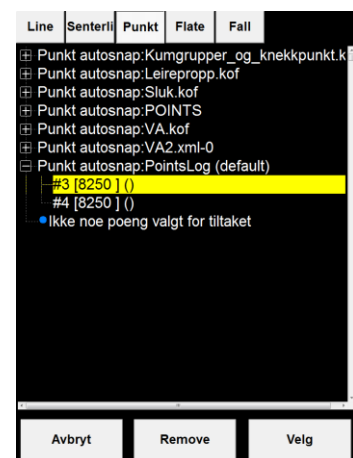 Line Senterli Punkt Flate Fall
Punkt autosnap:Kumgrupper_og_knekkpunkt.k
Punkt autosnap:Leirepropp.kof
Punkt autosnap:Sluk.kof
Punkt autosnap:POINTS
Punkt autosnap:VA.kof
Punkt autosnap:VA2.xml-0
Punkt autosnap:PointsLog (default)
#3 [8250 ] ()
#4 [8250 ] ()
Ikke noe poeng valgt for tiltaket
Avbryt Remove Velg